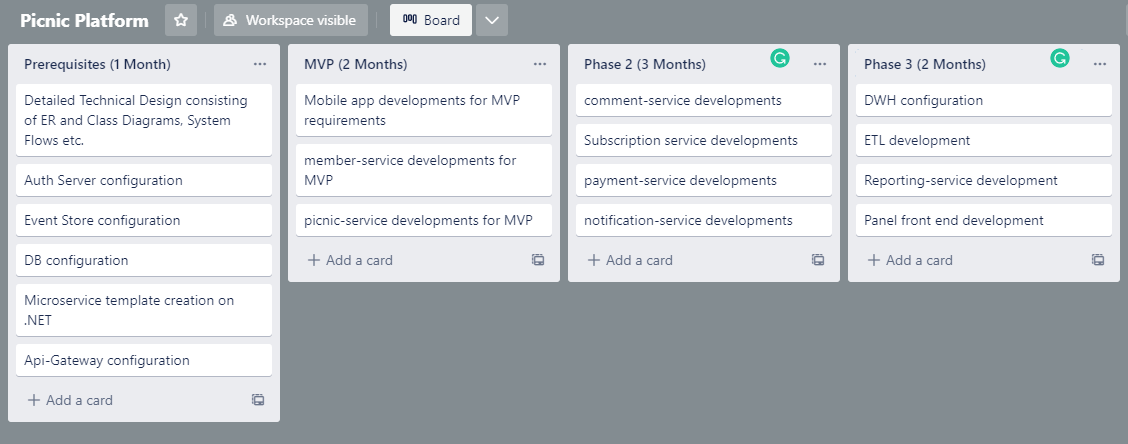 Picnic Platform
Workspace visible
Board
Prerequisites (1 Month)
Detailed Technical Design consisting
of ER and Class Diagrams, System
Flows etc.
Auth Server configuration
Event Store configuration
DB configuration
Microservice template creation on
.NET
Api-Gateway configuration
+ Add a card
MVP (2 Months)
Mobile app developments for MVP
requirements
member-service developments for
MVP
picnic-service developments for MVP
+ Add a card
Phase 2 (3 Months)
comment-service developments
Subscription service developments
payment-service developments
notification-service developments
+ Add a card
Phase 3 (2 Months)
DWH configuration
ETL development
Reporting-service development
Panel front end development
+ Add a card